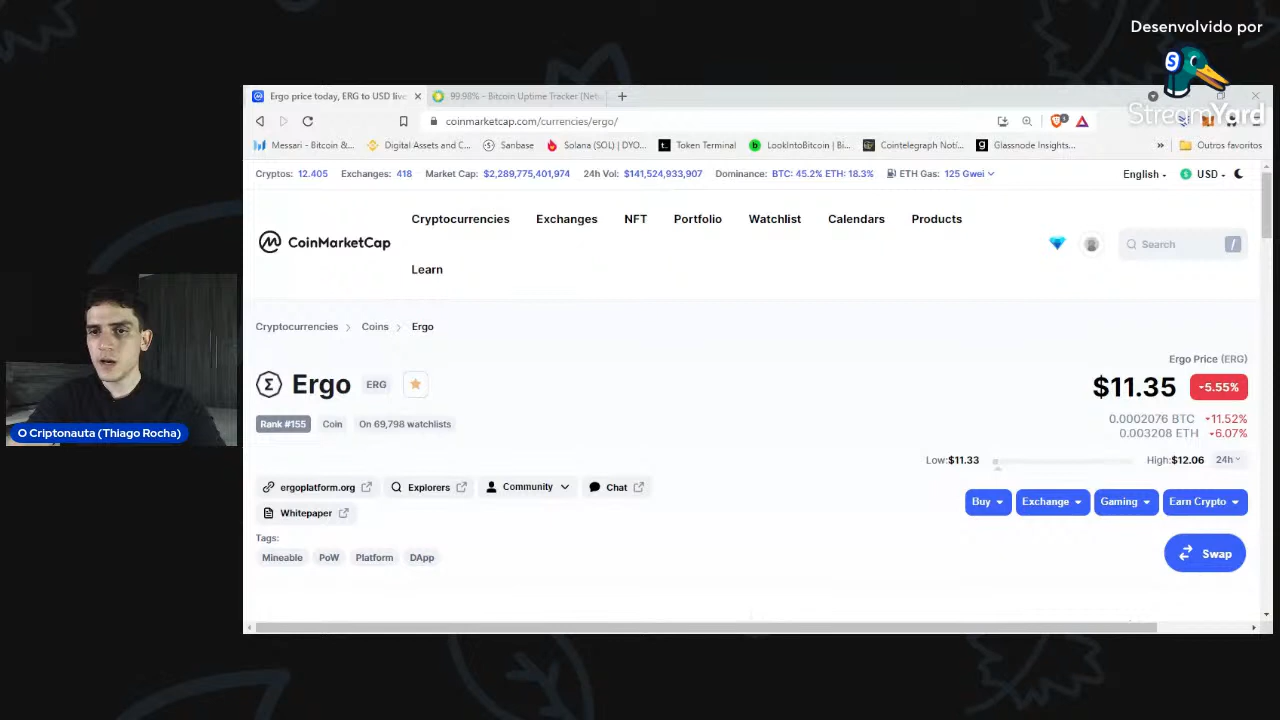 Desenvolvido por
StreamYard
Ergo price today, ERG to USD live
99.98% - Bitcoin Uptime Tracker (Netw
coinmarketcap.com/currencies/ergo/
Messari - Bitcoin &... Digital Assets and C... Sanbase Solana (SOL) | DYO... Token Terminal LookIntoBitcoin | Bi... Cointelegraph Notí... Glassnode Insights... » Outros favoritos
Cryptos: 12.405 Exchanges: 418 Market Cap: $2,289,775,401,974 24h Vol: $141,524,933,907 Dominance: BTC: 45.2% ETH: 18.3% ETH Gas: 125 Gwei English USD
Cryptocurrencies Exchanges NFT Portfolio Watchlist Calendars Products
CoinMarketCap
Search /
Learn
Cryptocurrencies > Coins > Ergo
Ergo Price (ERG)
Σ Ergo ERG
$11.35 -5.55%
0.0002076 BTC 11.52%
0.003208 ETH 6.07%
Rank #155 Coin On 69,798 watchlists
Low:$11.33 High:$12.06 24h
ergoplatform.org Explorers Community Chat
Buy Exchange Gaming Earn Crypto
Whitepaper
Tags:
Mineable PoW Platform DApp
Swap
O Criptonauta (Thiago Rocha)